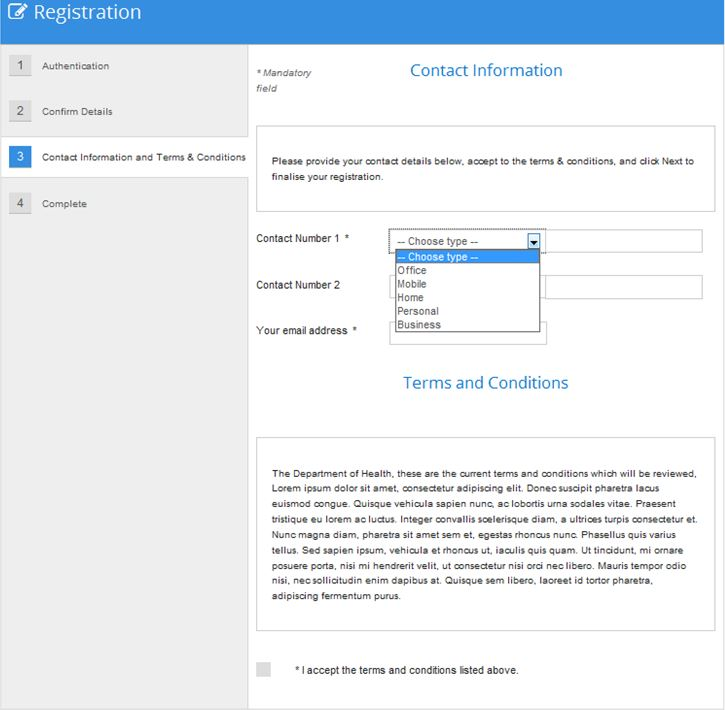 Registration
1 Authentication
2 Confirm Details
3 Contact Information and Terms & Conditions
4 Complete
* Mandatory
field
Contact Information
Please provide your contact details below, accept to the terms & conditions, and click Next to
finalise your registration.
Contact Number 1 *
-- Choose type --
-- Choose type --
Office
Mobile
Home
Personal
Business
Contact Number 2
Your email address *
Terms and Conditions
The Department of Health, these are the current terms and conditions which will be reviewed,
Lorem ipsum dolor sit amet, consectetur adipiscing elit. Donec suscipit pharetra lacus
euismod congue. Quisque vehicula sapien nunc, ac lobortis urna sodales vitae. Praesent
tristique eu lorem ac luctus. Integer convallis scelerisque diam, a ultrices turpis consectetur et.
Nunc magna diam, pharetra sit amet sem et, egestas rhoncus nunc. Phasellus quis varius
tellus. Sed sapien ipsum, vehicula et rhoncus ut, iaculis quis quam. Ut tincidunt, mi ornare
posuere porta, nisi mi hendrerit velit, ut consectetur nisi orci nec libero. Mauris tempor odio
nisi, nec sollicitudin enim dapibus at. Quisque sem libero, laoreet id tortor pharetra,
adipiscing fermentum purus.
* I accept the terms and conditions listed above.